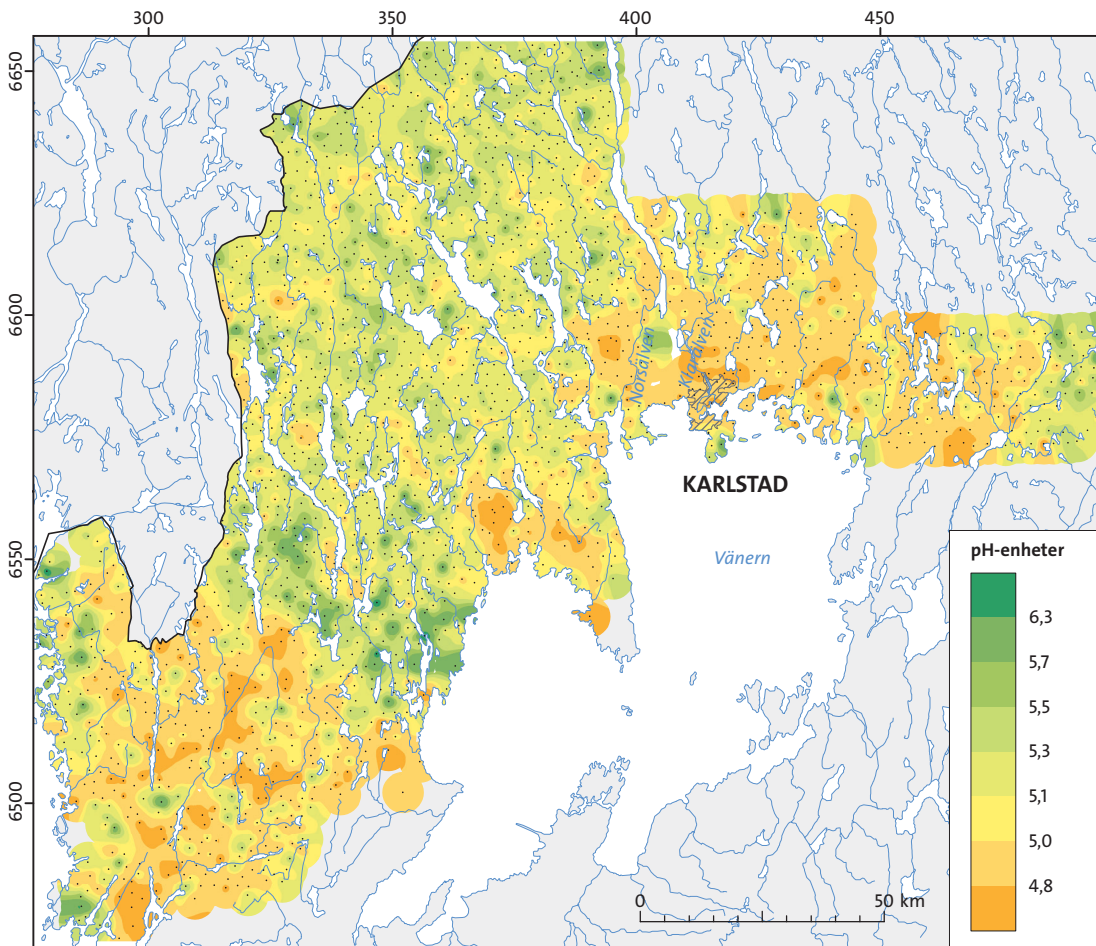 300 350 400 450
6650
6600
6550
6500
Norsälven
Klarälven
KARLSTAD
Vänern
pH-enheter
6,3
5,7
5,5
5,3
5,1
5,0
4,8
0 50 km